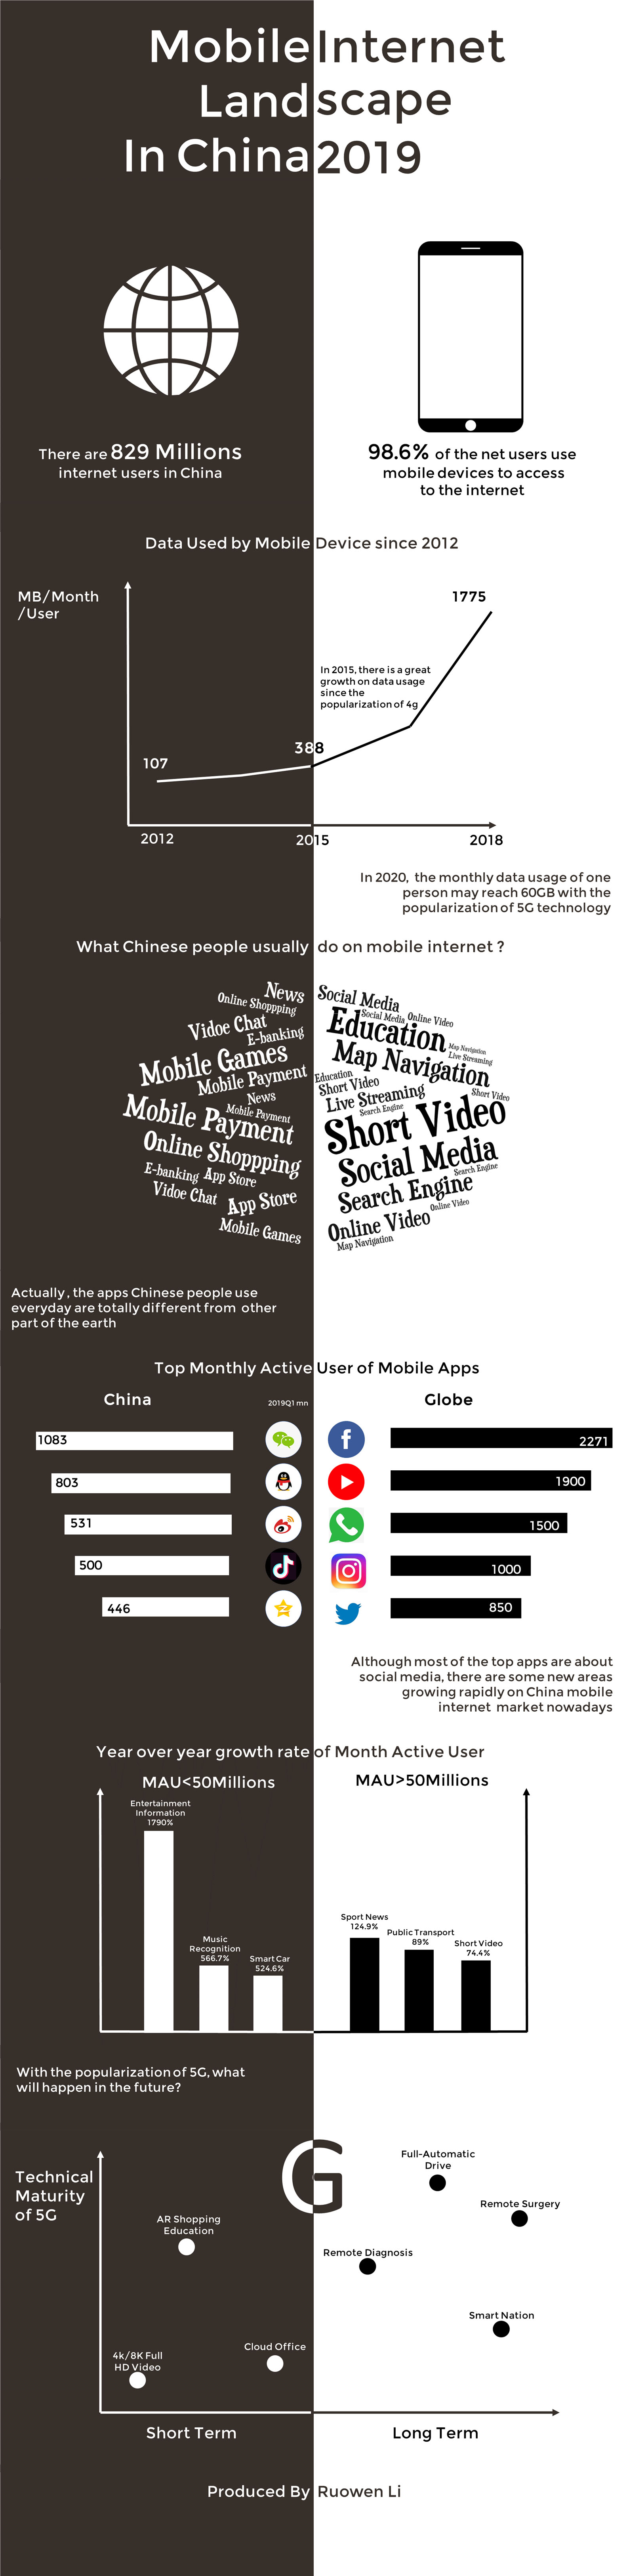 Mobile Internet
Landscape
In China 2019
There are 829 Millions
internet users in China
98.6% of the net users use
mobile devices to access
to the internet
Data Used by Mobile Device since 2012
MB/Month
/User
1775
In 2015, there is a great
growth on data usage
since the
popularization of 4g
388
107
2012
2015
2018
In 2020, the monthly data usage of one
person may reach 60GB with the
popularization of 5G technology
What Chinese people usually do on mobile internet ?
News
Online Shoppping
Vidoe Chat
E-banking
Mobile Games
Mobile Payment
News
Mobile Payment
Mobile Payment
Online Shoppping
E-banking
App Store
Vidoe Chat
App Store
Mobile Games
Social Media
Social Media
Online Video
Education
Map Navigation
Live Streaming
Map Navigation
Education
Short Video
Short Video
Live Streaming
Search Engine
Short Video
Social Media
Search Engine
Search Engine
Online Video
Online Video
Map Navigation
Actually , the apps Chinese people use
everyday are totally different from other
part of the earth
Top Monthly Active User of Mobile Apps
China
2019Q1 mn
Globe
1083
2271
803
1900
531
1500
500
1000
446
850
Although most of the top apps are about
social media, there are some new areas
growing rapidly on China mobile
internet market nowadays
Year over year growth rate of Month Active User
MAU<50Millions
MAU>50Millions
Entertainment
Information
1790%
Music
Recognition
566.7%
Smart Car
524.6%
Sport News
124.9%
Public Transport
89%
Short Video
74.4%
With the popularization of 5G, what
will happen in the future?
G
Technical
Maturity
of 5G
Full-Automatic
Drive
Remote Surgery
AR Shopping
Education
Remote Diagnosis
Smart Nation
Cloud Office
4k/8K Full
HD Video
Short Term
Long Term
Produced By Ruowen Li